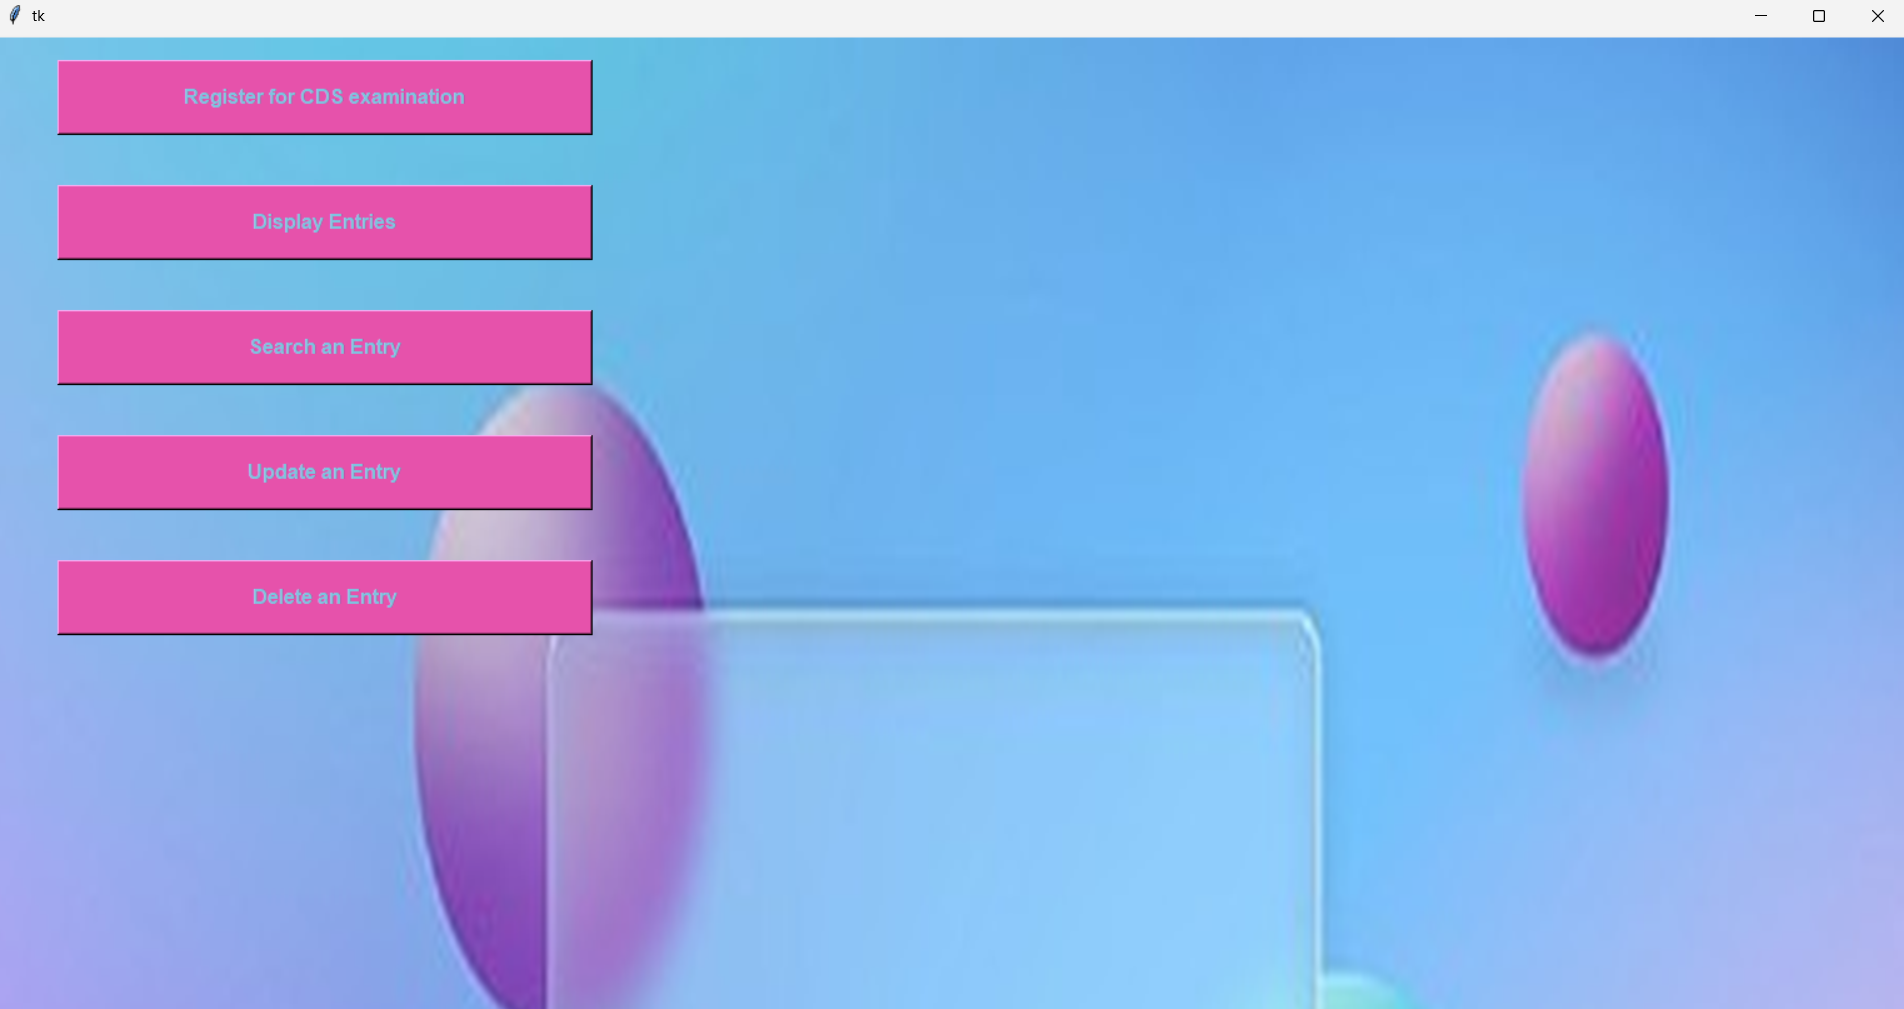 tk
Register for CDS examination
Display Entries
Search an Entry
Update an Entry
Delete an Entry